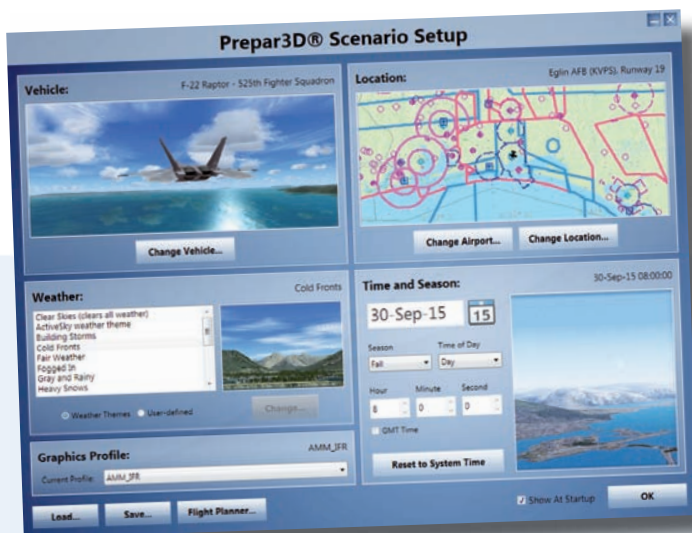 Prepar3D® Scenario Setup
Vehicle:
F-22 Raptor - 525th Fighter Squadron
Change Vehicle...
Location:
Eglin AFB (KVPS), Runway 19
Change Airport...
Change Location...
Weather:
Cold Fronts
Clear Skies (clears all weather)
ActiveSky weather theme
Building Storms
Cold Fronts
Fair Weather
Fogged In
Gray and Rainy
Heavy Snows
Weather Themes
User-defined
Change...
Time and Season:
30-Sep-15 08:00:00
30-Sep-15
15
Season
Time of Day
Fall
Day
Hour
Minute
Second
8
0
0
GMT Time
Reset to System Time
Graphics Profile:
AMM_IFR
Current Profile:
AMM_IFR
Load...
Save...
Flight Planner...
Show At Startup
OK